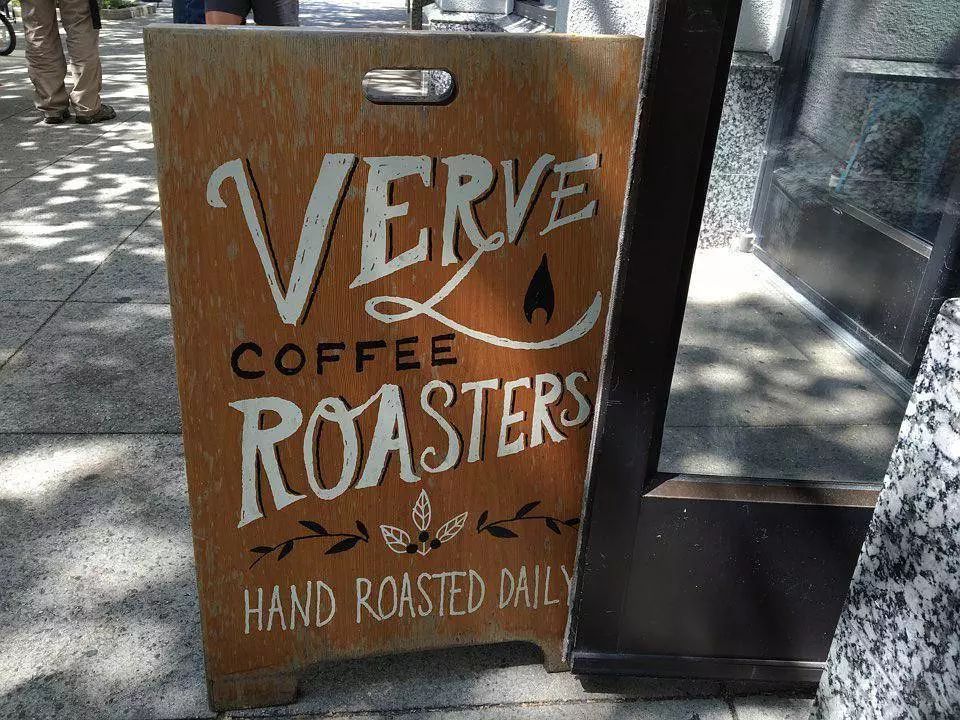 VERVE
COFFEE
ROASTERS
HAND ROASTED DAILY